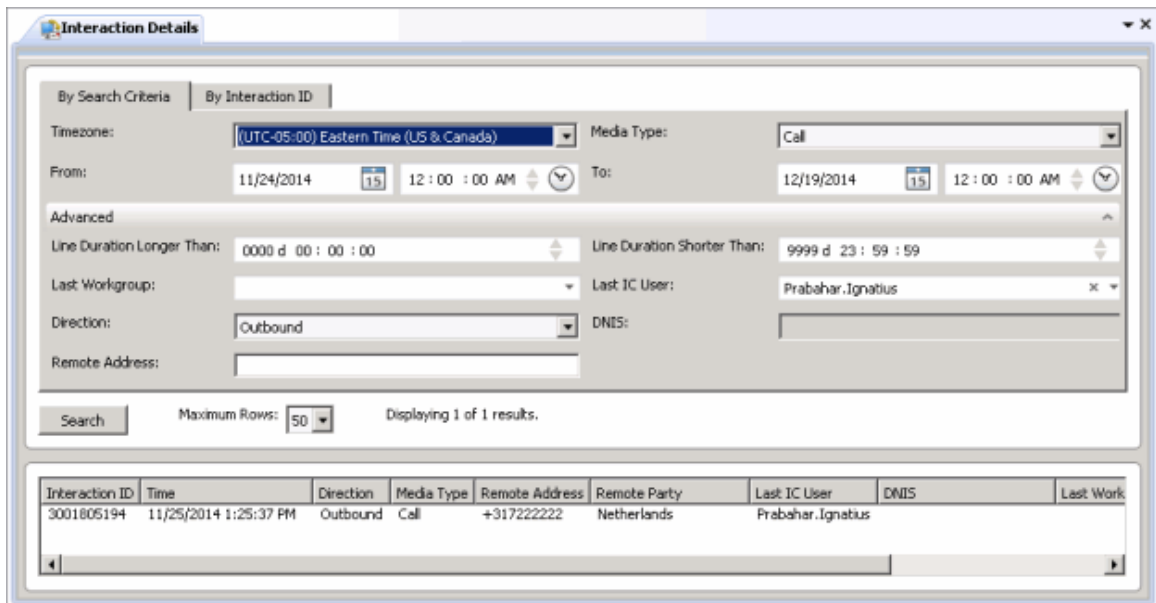 Interaction Details
By Search Criteria By Interaction ID
Timezone: (UTC-05:00) Eastern Time (US & Canada) Media Type: Call
From: 11/24/2014 15 12 : 00 : 00 AM To: 12/19/2014 15 12 : 00 : 00 AM
Advanced
Line Duration Longer Than: 0000 d 00 : 00 : 00 Line Duration Shorter Than: 9999 d 23 : 59 : 59
Last Workgroup: Last IC User: Prabahar.Ignatius
Direction: Outbound DNIS:
Remote Address:
Search Maximum Rows: 50 Displaying 1 of 1 results.
Interaction ID Time Direction Media Type Remote Address Remote Party Last IC User DNIS Last Work
3001805194 11/25/2014 1:25:37 PM Outbound Call +317222222 Netherlands Prabahar.Ignatius